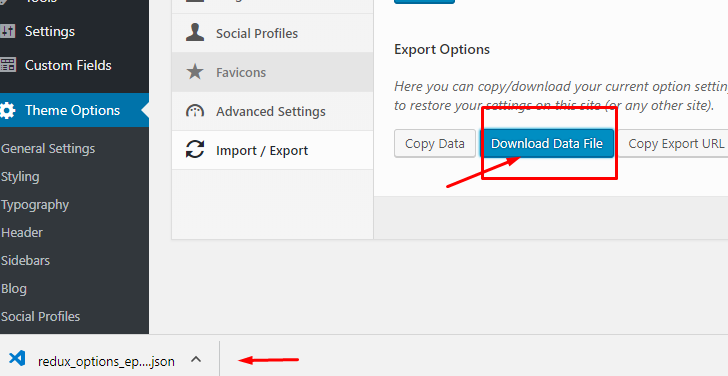 Settings
Custom Fields
Theme Options
General Settings
Styling
Typography
Header
Sidebars
Blog
Social Profiles
Social Profiles
Favicons
Advanced Settings
Import / Export
Export Options
Here you can copy/download your current option setting
to restore your settings on this site (or any other site).
Copy Data
Download Data File
Copy Export URL
redux_options_ep....json